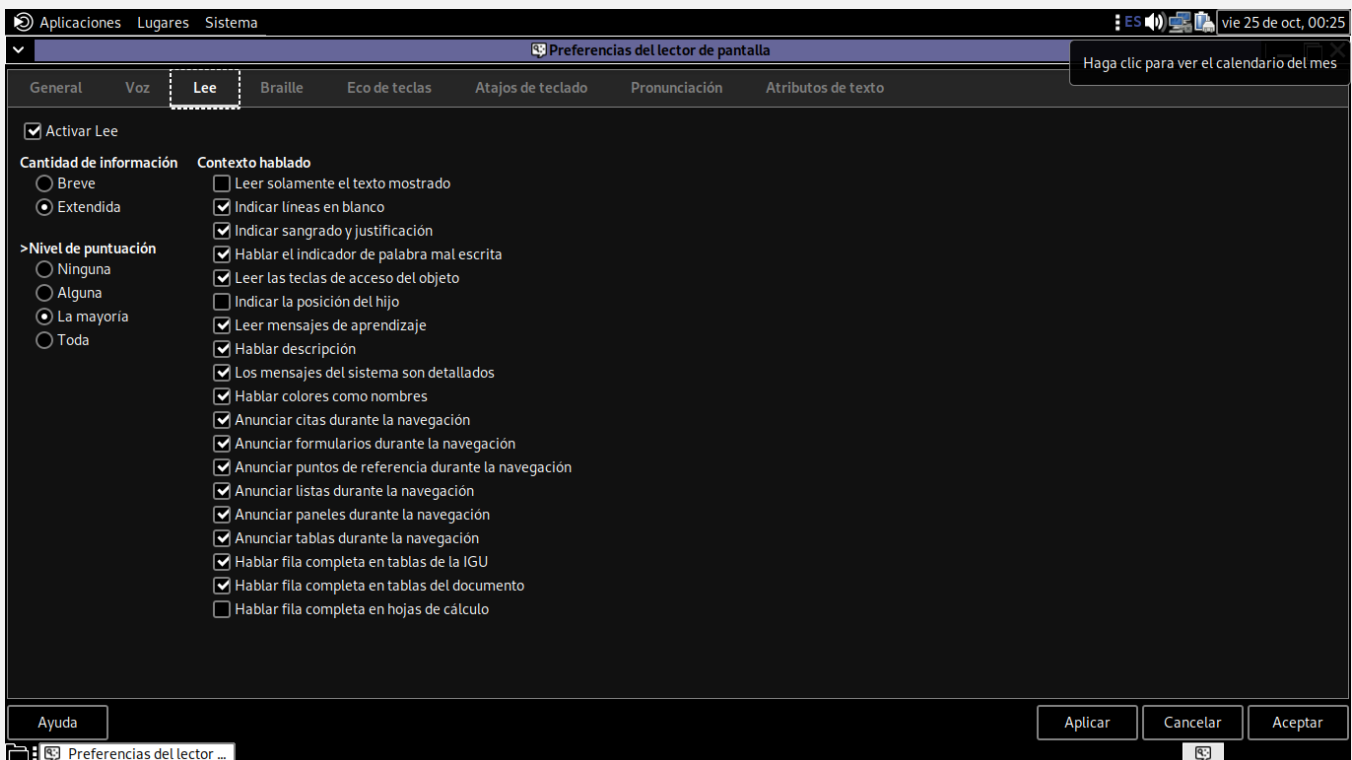 Aplicaciones Lugares Sistema
ES
vie 25 de oct, 00:25
Preferencias del lector de pantalla
Haga clic para ver el calendario del mes
General Voz Lee Braille Eco de teclas Atajos de teclado Pronunciación Atributos de texto
Activar Lee
Cantidad de información
Breve
Extendida
>Nivel de puntuación
Ninguna
Alguna
La mayoría
Toda
Contexto hablado
Leer solamente el texto mostrado
Indicar líneas en blanco
Indicar sangrado y justificación
Hablar el indicador de palabra mal escrita
Leer las teclas de acceso del objeto
Indicar la posición del hijo
Leer mensajes de aprendizaje
Hablar descripción
Los mensajes del sistema son detallados
Hablar colores como nombres
Anunciar citas durante la navegación
Anunciar formularios durante la navegación
Anunciar puntos de referencia durante la navegación
Anunciar listas durante la navegación
Anunciar paneles durante la navegación
Anunciar tablas durante la navegación
Hablar fila completa en tablas de la IGU
Hablar fila completa en tablas del documento
Hablar fila completa en hojas de cálculo
Ayuda
Aplicar
Cancelar
Aceptar
Preferencias del lector ...